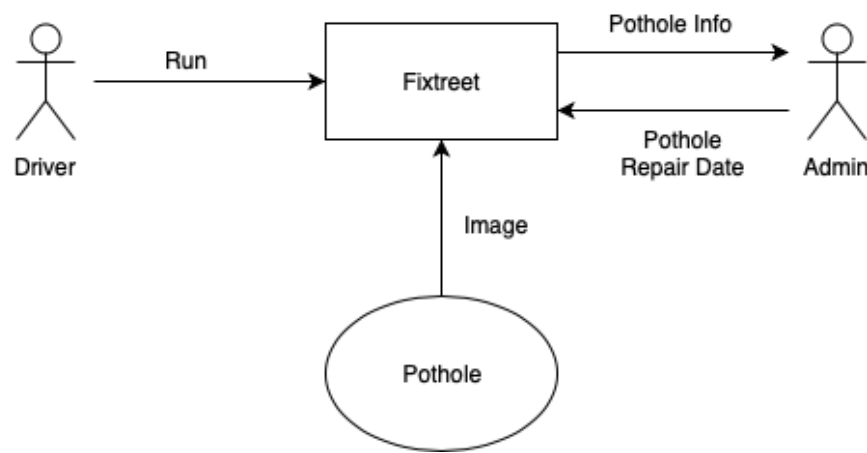 Pothole Info
Run
Fixtreet
Driver
Pothole
Repair Date
Admin
Image
Pothole